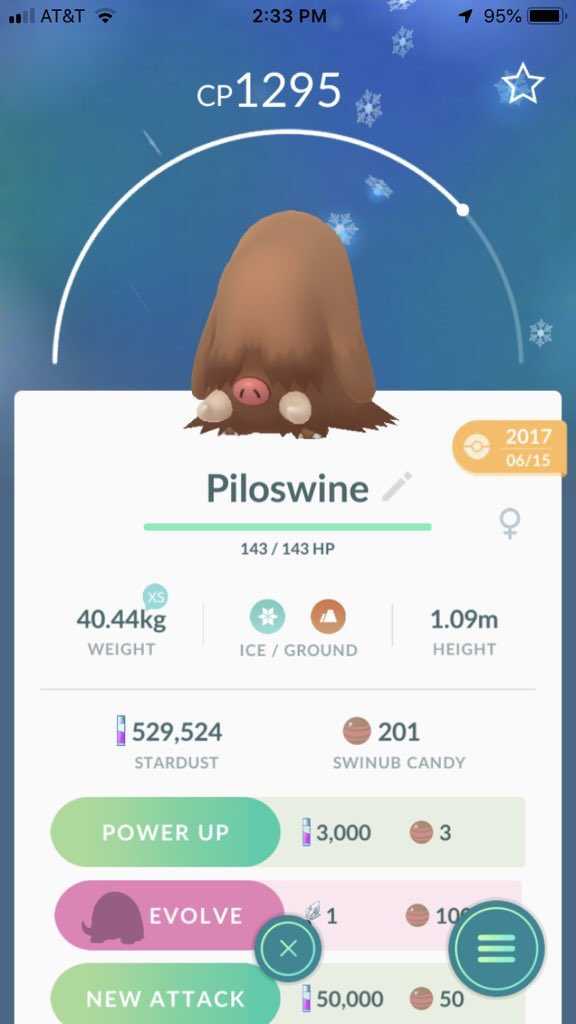 AT&T 2:33 PM 95%
CP1295
2017
06/15
Piloswine
143 / 143 HP
XS
40.44kg 1.09m
WEIGHT ICE / GROUND HEIGHT
529,524 201
STARDUST SWINUB CANDY
POWER UP 3,000 3
EVOLVE 1
NEW ATTACK 50,000 50